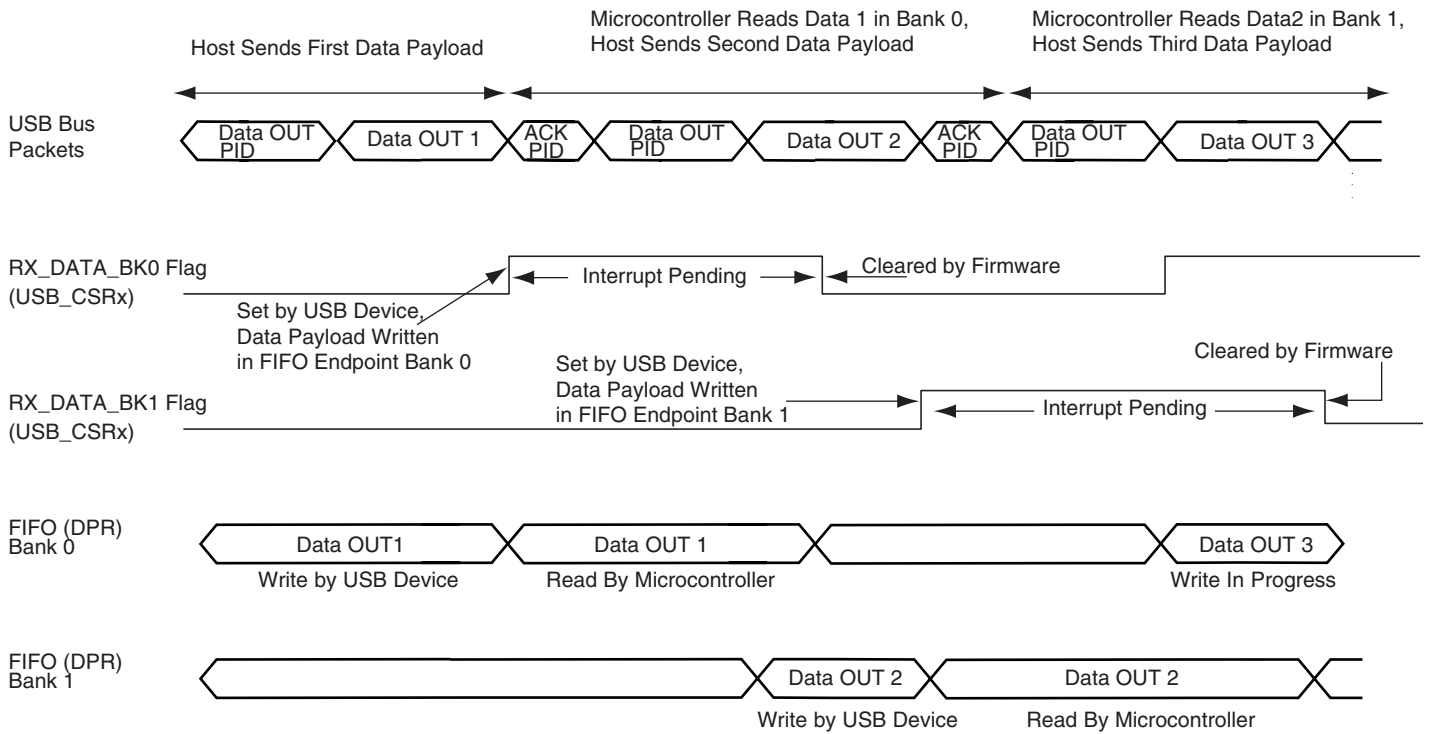 Host Sends First Data Payload
Microcontroller Reads Data 1 in Bank 0,
Host Sends Second Data Payload
Microcontroller Reads Data2 in Bank 1,
Host Sends Third Data Payload
USB Bus
Packets
Data OUT
PID
Data OUT 1
ACK
PID
Data OUT
PID
Data OUT 2
ACK
PID
Data OUT
PID
Data OUT 3
RX_DATA_BK0 Flag
(USB_CSRx)
Interrupt Pending
Cleared by Firmware
Set by USB Device,
Data Payload Written
in FIFO Endpoint Bank 0
RX_DATA_BK1 Flag
(USB_CSRx)
Set by USB Device,
Data Payload Written
in FIFO Endpoint Bank 1
Interrupt Pending
Cleared by Firmware
FIFO (DPR)
Bank 0
Data OUT1
Data OUT 1
Data OUT 3
Write by USB Device
Read By Microcontroller
Write In Progress
FIFO (DPR)
Bank 1
Data OUT 2
Data OUT 2
Write by USB Device
Read By Microcontroller